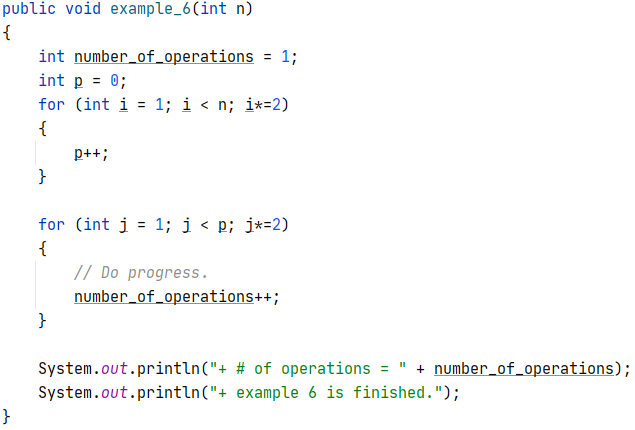 public void example_6(int n)
{
    int number_of_operations = 1;
    int p = 0;
    for (int i = 1; i < n; i*=2)
    {
        p++;
    }

    for (int j = 1; j < p; j*=2)
    {
        // Do progress.
        number_of_operations++;
    }

    System.out.println("+ # of operations = " + number_of_operations);
    System.out.println("+ example 6 is finished.");
}